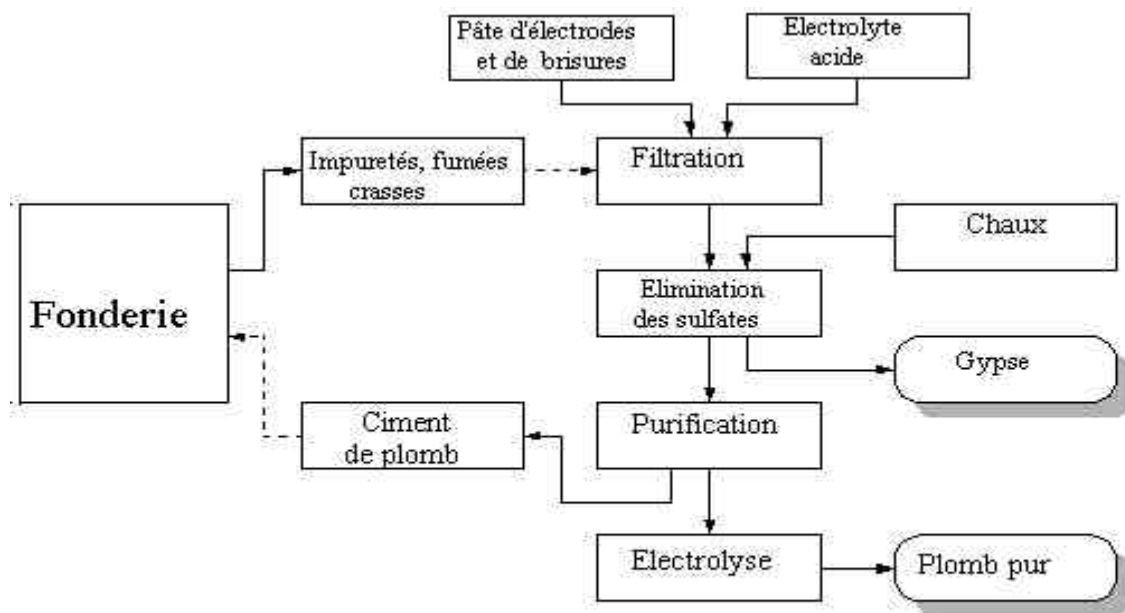 Pâte d'électrodes
et de brisures
Electrolyte
acide
Impuretés, fumées
crasses
Filtration
Chaux
Elimination
des sulfates
Fonderie
Gypse
Ciment
de plomb
Purification
Electrolyse
Plomb pur